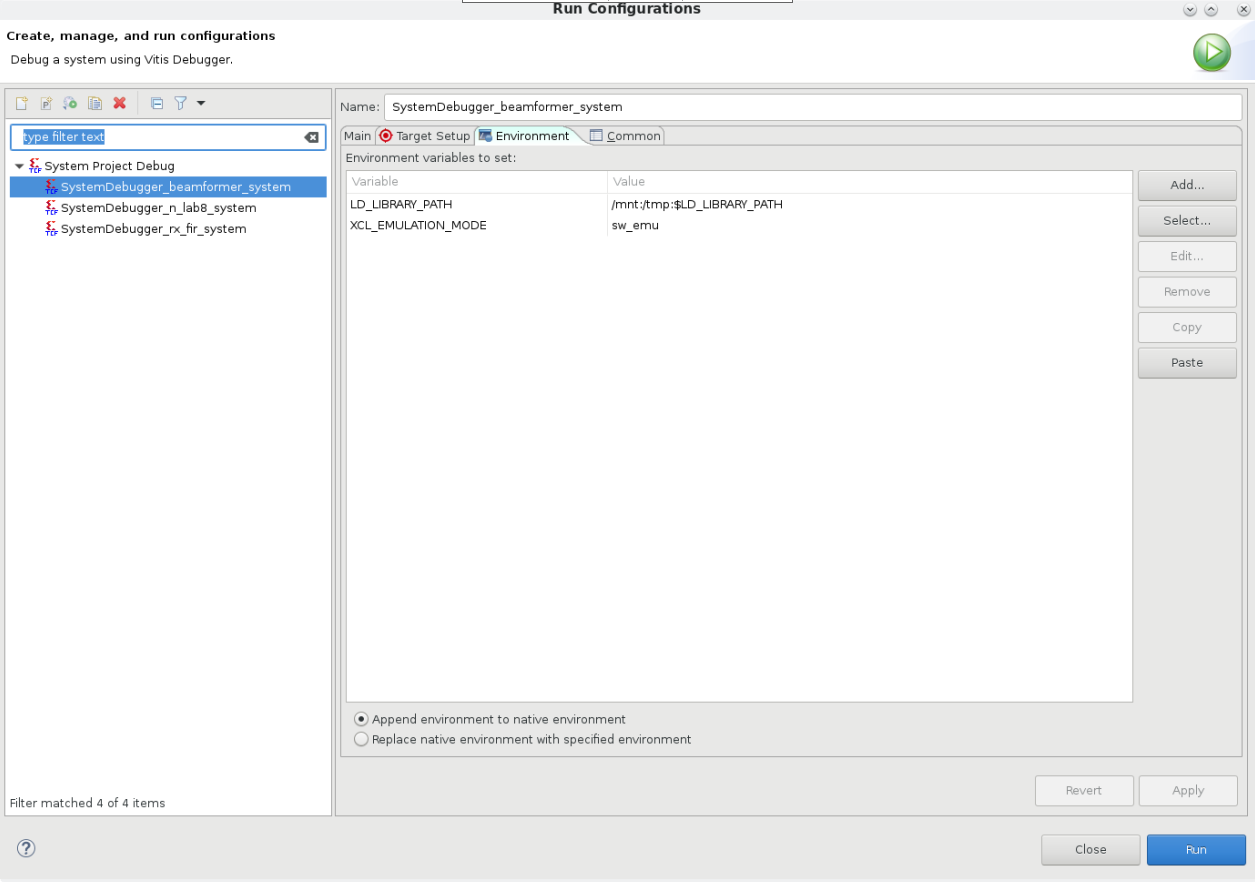 Run Configurations
Create, manage, and run configurations
Debug a system using Vitis Debugger.
type filter text
System Project Debug
SystemDebugger_beamformer_system
SystemDebugger_n_lab8_system
SystemDebugger_rx_fir_system
Filter matched 4 of 4 items
Name: SystemDebugger_beamformer_system
Main Target Setup Environment Common
Environment variables to set:
Variable Value
LD_LIBRARY_PATH /mnt:/tmp:$LD_LIBRARY_PATH
XCL_EMULATION_MODE sw_emu
Add...
Select...
Edit...
Remove
Copy
Paste
Append environment to native environment
Replace native environment with specified environment
Revert Apply
Close Run